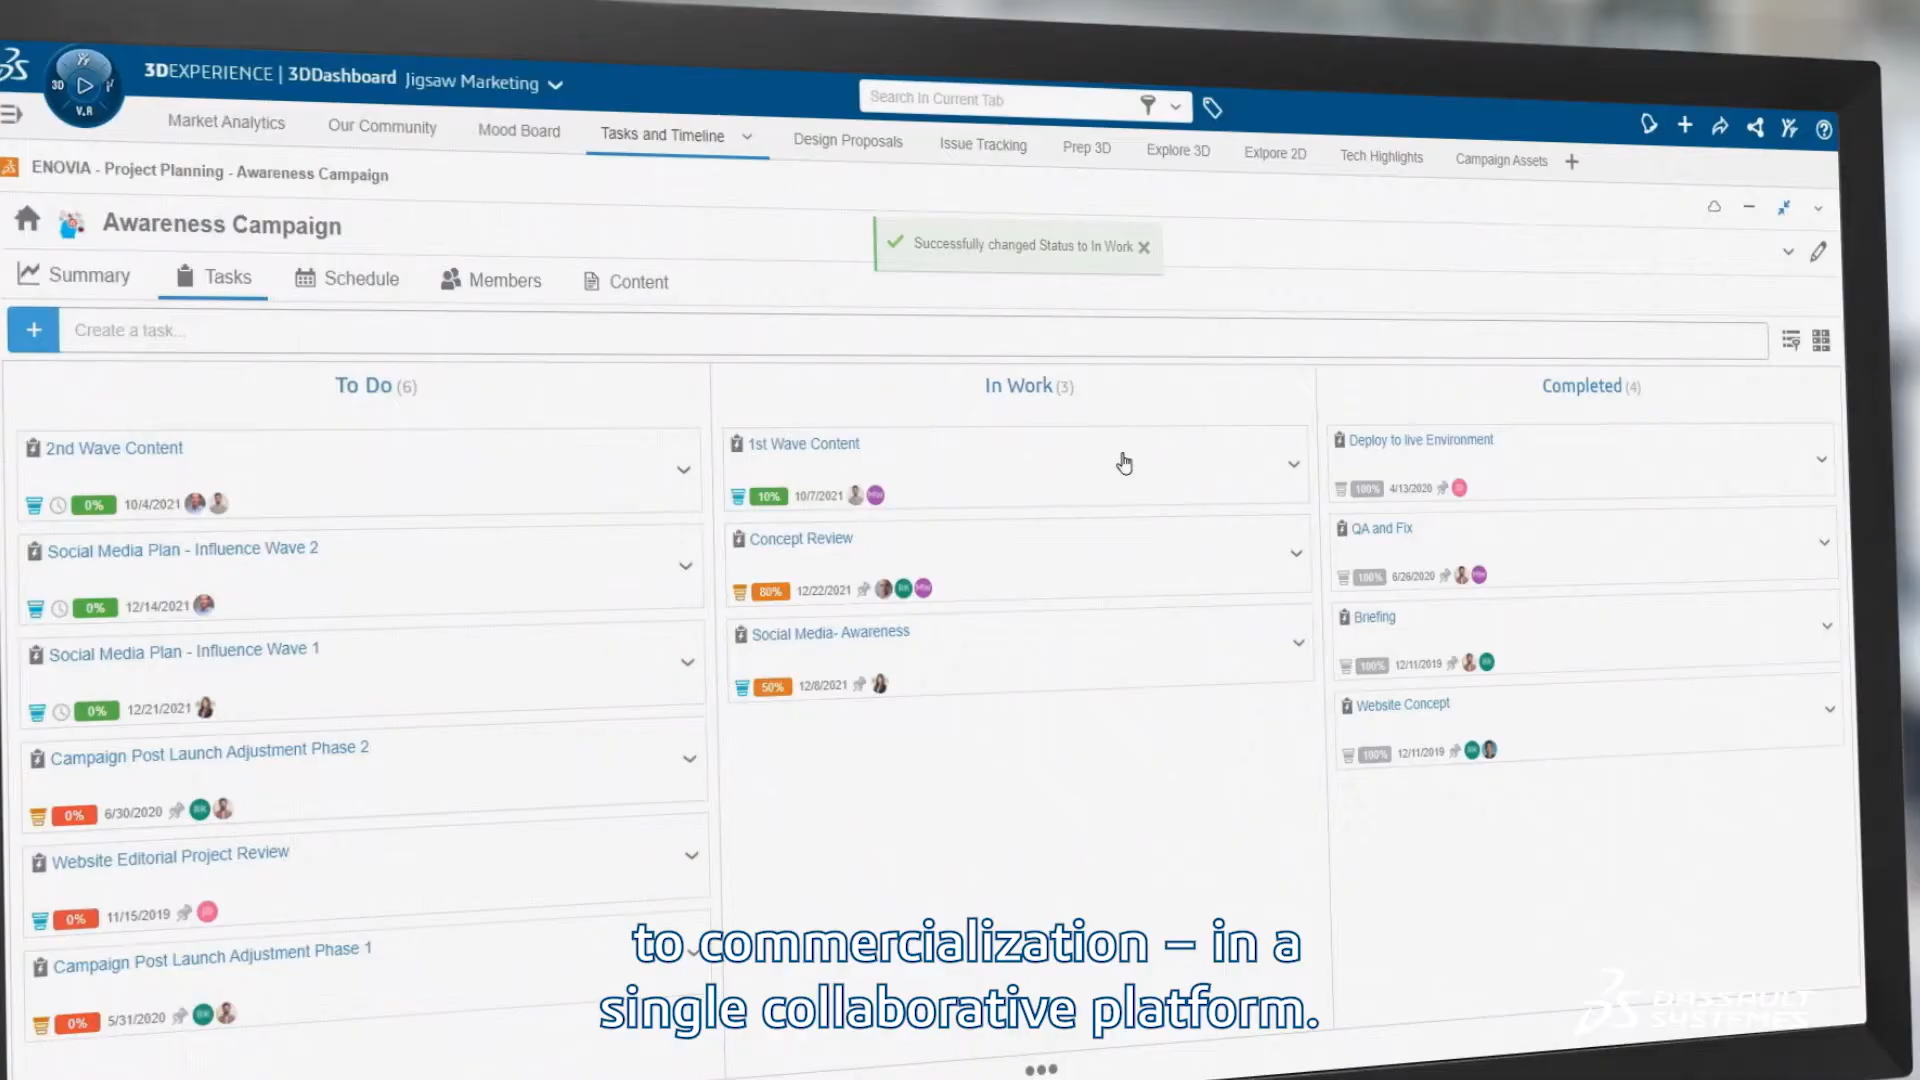 3DEXPERIENCE | 3DDashboard Jigsaw Marketing
Search In Current Tab
3D
V.R
Market Analytics
Our Community
Mood Board
Tasks and Timeline
Design Proposals
Issue Tracking
Prep 3D
Explore 3D
Exlpore 2D
Tech Highlights
Campaign Assets
ENOVIA - Project Planning - Awareness Campaign
Awareness Campaign
Successfully changed Status to In Work
Summary
Tasks
Schedule
Members
Content
Create a task...
To Do (6)
2nd Wave Content
0% 10/4/2021
Social Media Plan - Influence Wave 2
0% 12/14/2021
Social Media Plan - Influence Wave 1
0% 12/21/2021
Campaign Post Launch Adjustment Phase 2
0% 6/30/2020
Website Editorial Project Review
0% 11/15/2019
Campaign Post Launch Adjustment Phase 1
0% 5/31/2020
In Work (3)
1st Wave Content
10% 10/7/2021
Concept Review
80% 12/22/2021
Social Media- Awareness
50% 12/8/2021
Completed (4)
Deploy to live Environment
100% 4/13/2020
QA and Fix
100% 6/26/2020
Briefing
100% 12/11/2019
Website Concept
100% 12/11/2019
to commercialization – in a
single collaborative platform.
DASSAULT
SYSTEMES